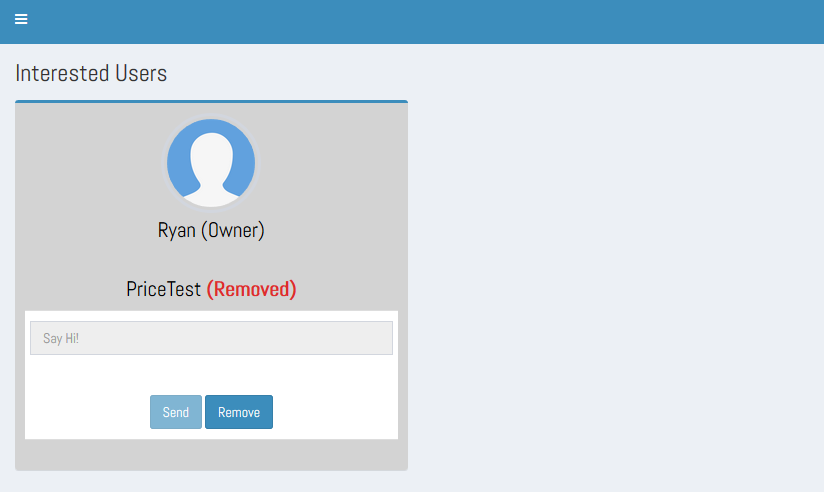 Interested Users
Ryan (Owner)
PriceTest (Removed)
Say Hi!
Send Remove